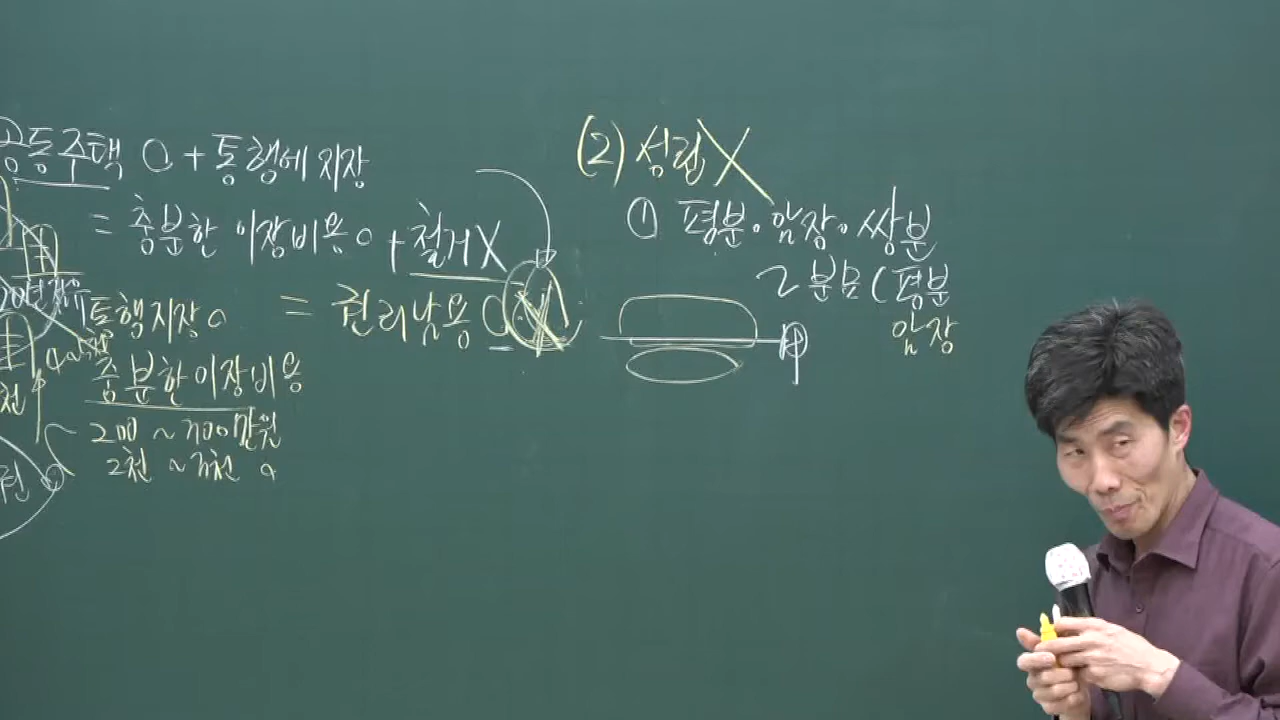 공동주택 O + 통행에 지장
= 충분한 이장비용 o + 철거 X
통행지장 o = 권리남용 O
충분한 이장비용
200 ~ 300만원
2천 ~ 3천 o
(2) 성립 X
① 평분 · 암장 · 쌍분
2 분묘 (평분
암장